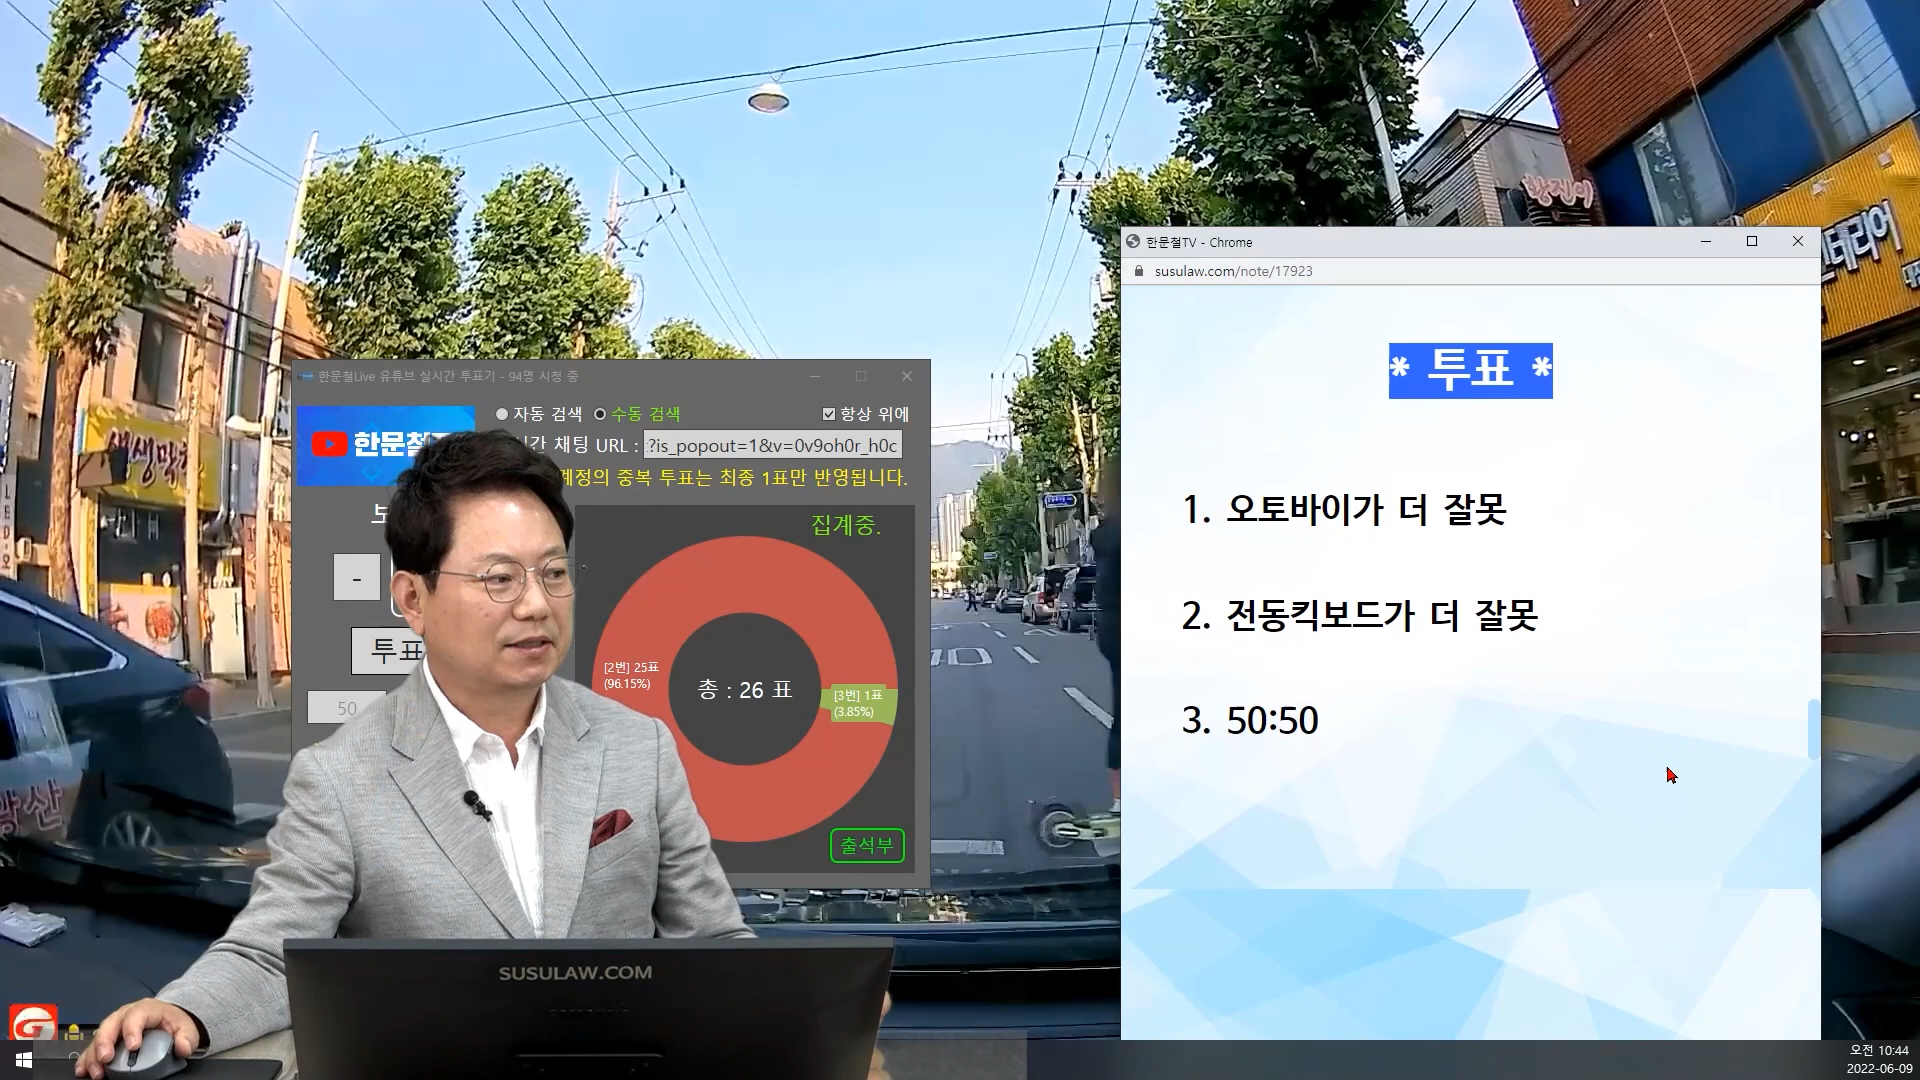 한문철Live 유튜브 실시간 투표기 - 94명 시청 중
자동 검색 수동 검색 항상 위에
채팅 URL : ?is_popout=1&v=0v9oh0r_h0c
계정의 중복 투표는 최종 1표만 반영됩니다.
집계중.
-
투표
50
[2번] 25표
(96.15%)
총 : 26 표
[3번] 1표
(3.85%)
출석부
한문철TV - Chrome
susulaw.com/note/17923
* 투표 *
1. 오토바이가 더 잘못
2. 전동킥보드가 더 잘못
3. 50:50
SUSULAW.COM
오전 10:44
2022-06-09